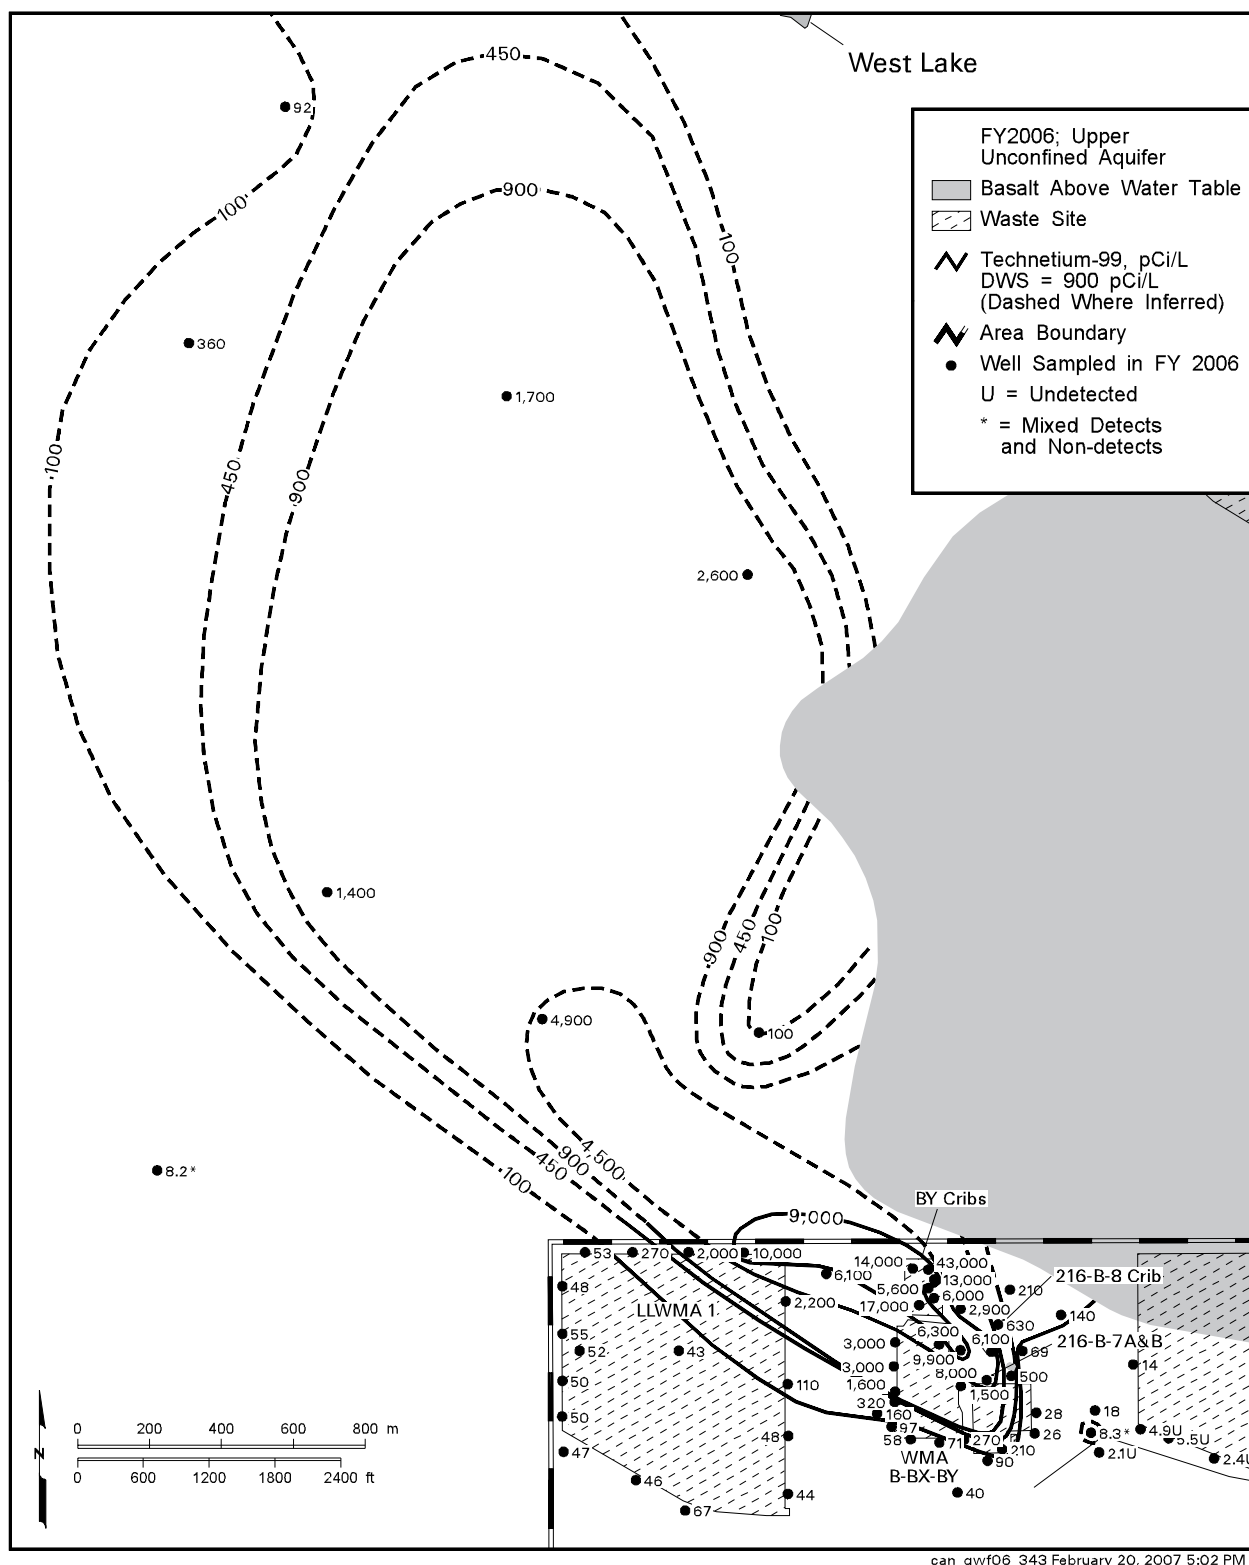 West Lake
FY2006; Upper
Unconfined Aquifer
Basalt Above Water Table
Waste Site
Technetium-99, pCi/L
DWS = 900 pCi/L
(Dashed Where Inferred)
Area Boundary
Well Sampled in FY 2006
U = Undetected
* = Mixed Detects
and Non-detects
450
92
900
100
100
360
1,700
100
450
900
2,600
1,400
900
450
100
4,900
100
8.2*
4,500
900
450
100
BY Cribs
9,000
53
270
2,000
10,000
14,000
43,000
6,100
13,000
216-B-8 Crib
48
5,600
6,000
210
LLWMA 1
2,200
17,000
2,900
140
630
55
6,300
6,100
216-B-7A&B
52
43
3,000
9,900
69
3,000
14
8,000
500
50
110
1,600
1,500
320
50
160
28
18
97
26
8.3*
4.9U
48
58
71
270
5.5U
47
210
2.1U
2.4U
WMA
B-BX-BY
90
46
44
40
67
N
0 200 400 600 800 m
0 600 1200 1800 2400 ft
can_gwf06_343 February 20, 2007 5:02 PM